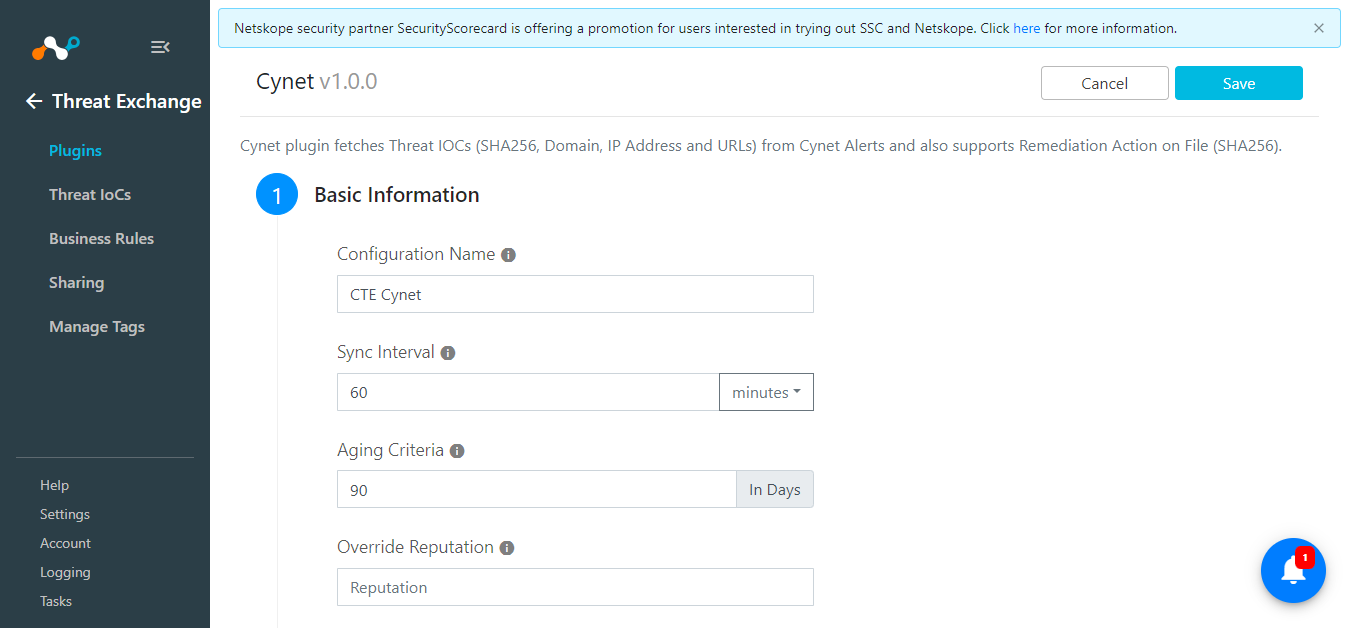 Netskope security partner SecurityScorecard is offering a promotion for users interested in trying out SSC and Netskope. Click here for more information.
Threat Exchange
Plugins
Threat IoCs
Business Rules
Sharing
Manage Tags
Help
Settings
Account
Logging
Tasks
Cynet v1.0.0
Cancel
Save
Cynet plugin fetches Threat IOCs (SHA256, Domain, IP Address and URLs) from Cynet Alerts and also supports Remediation Action on File (SHA256).
1
Basic Information
Configuration Name
CTE Cynet
Sync Interval
60
minutes
Aging Criteria
90
In Days
Override Reputation
Reputation
1